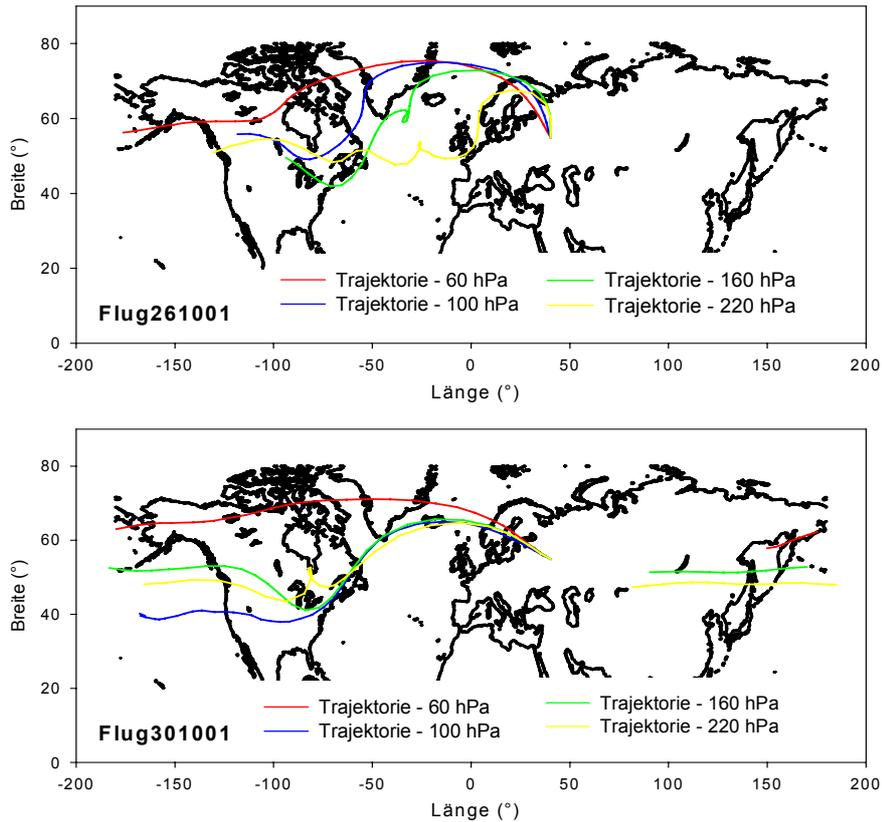 80
60
40
20
0
Breite (°)
Trajektorie - 60 hPa
Trajektorie - 160 hPa
Trajektorie - 100 hPa
Trajektorie - 220 hPa
Flug261001
-200 -150 -100 -50 0 50 100 150 200
Länge (°)
80
60
40
20
0
Breite (°)
Trajektorie - 60 hPa
Trajektorie - 160 hPa
Trajektorie - 100 hPa
Trajektorie - 220 hPa
Flug301001
-200 -150 -100 -50 0 50 100 150 200
Länge (°)